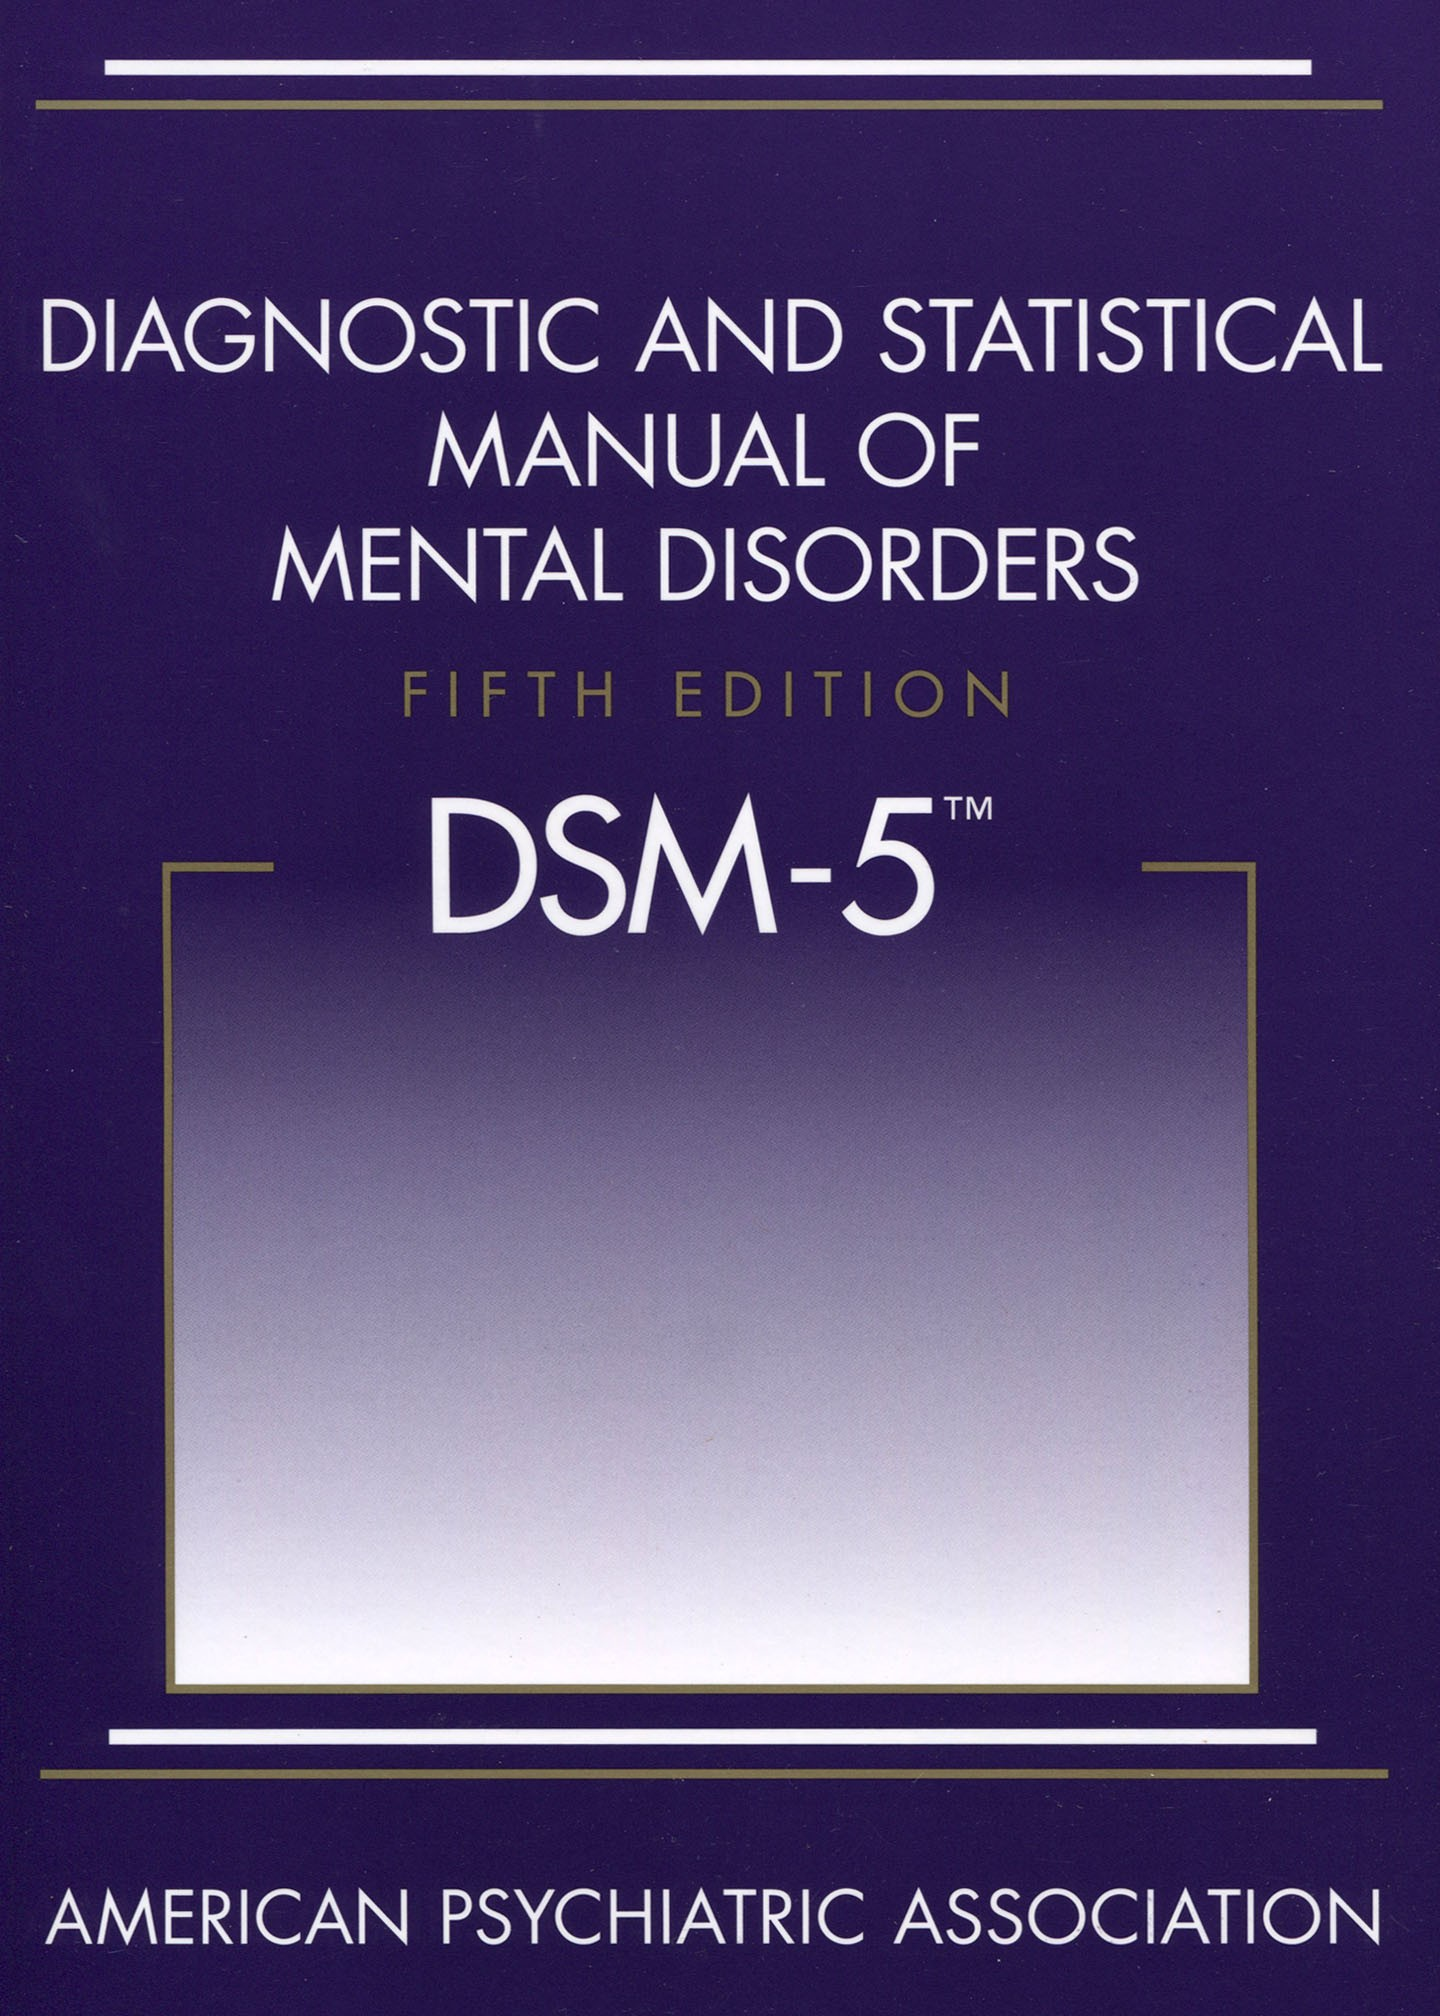 DIAGNOSTIC AND STATISTICAL
MANUAL OF
MENTAL DISORDERS
FIFTH EDITION
DSM-5™
AMERICAN PSYCHIATRIC ASSOCIATION